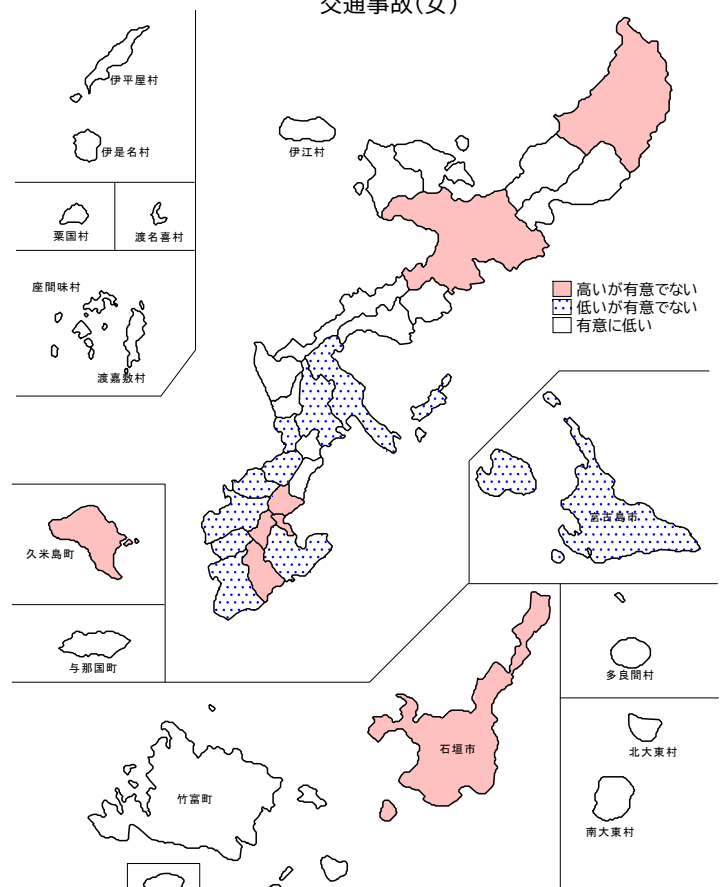 交通事故(女)
伊平屋村
伊是名村
伊江村
粟国村
渡名喜村
座間味村
渡嘉敷村
高いが有意でない
低いが有意でない
有意に低い
宮古島市
久米島町
与那国町
多良間村
石垣市
北大東村
竹富町
南大東村